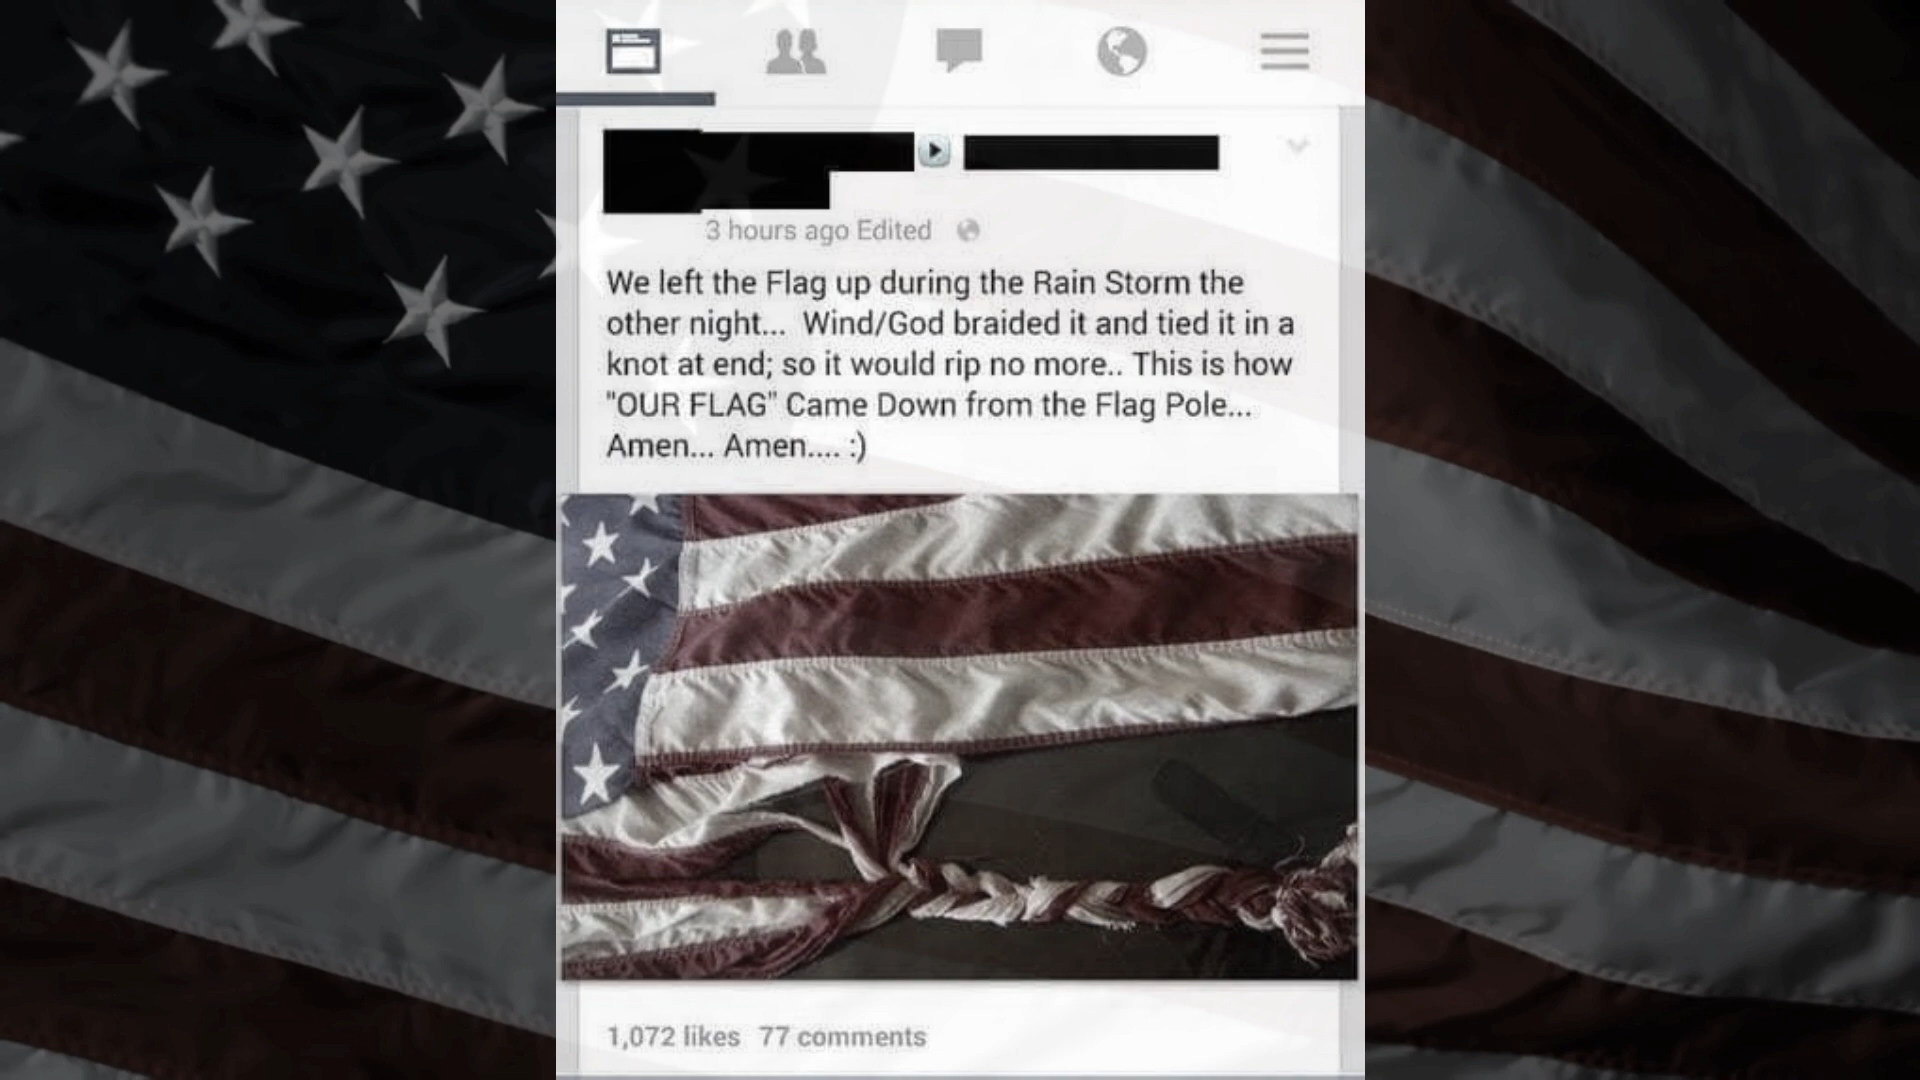 3 hours ago Edited
We left the Flag up during the Rain Storm the
other night...  Wind/God braided it and tied it in a
knot at end; so it would rip no more.. This is how
"OUR FLAG" Came Down from the Flag Pole...
Amen... Amen.... :)
1,072 likes  77 comments